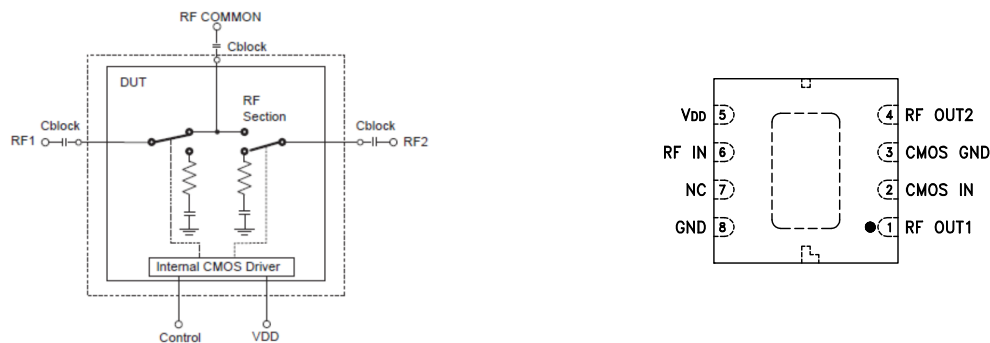 RF COMMON
Cblock
DUT
RF
Section
Cblock
RF1
Cblock
RF2
Internal CMOS Driver
Control
VDD
VDD 5
4 RF OUT2
RF IN 6
3 CMOS GND
NC 7
2 CMOS IN
GND 8
1 RF OUT1